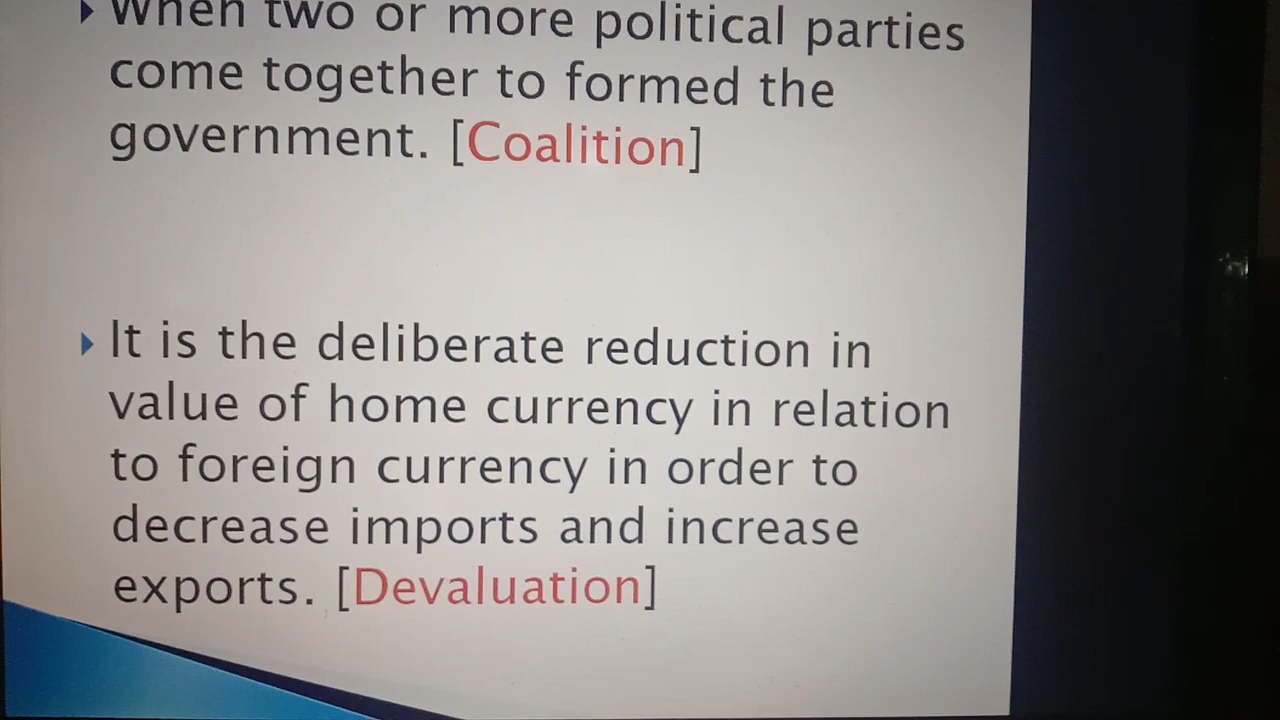 When two or more political parties
come together to formed the
government. [Coalition]
It is the deliberate reduction in
value of home currency in relation
to foreign currency in order to
decrease imports and increase
exports. [Devaluation]